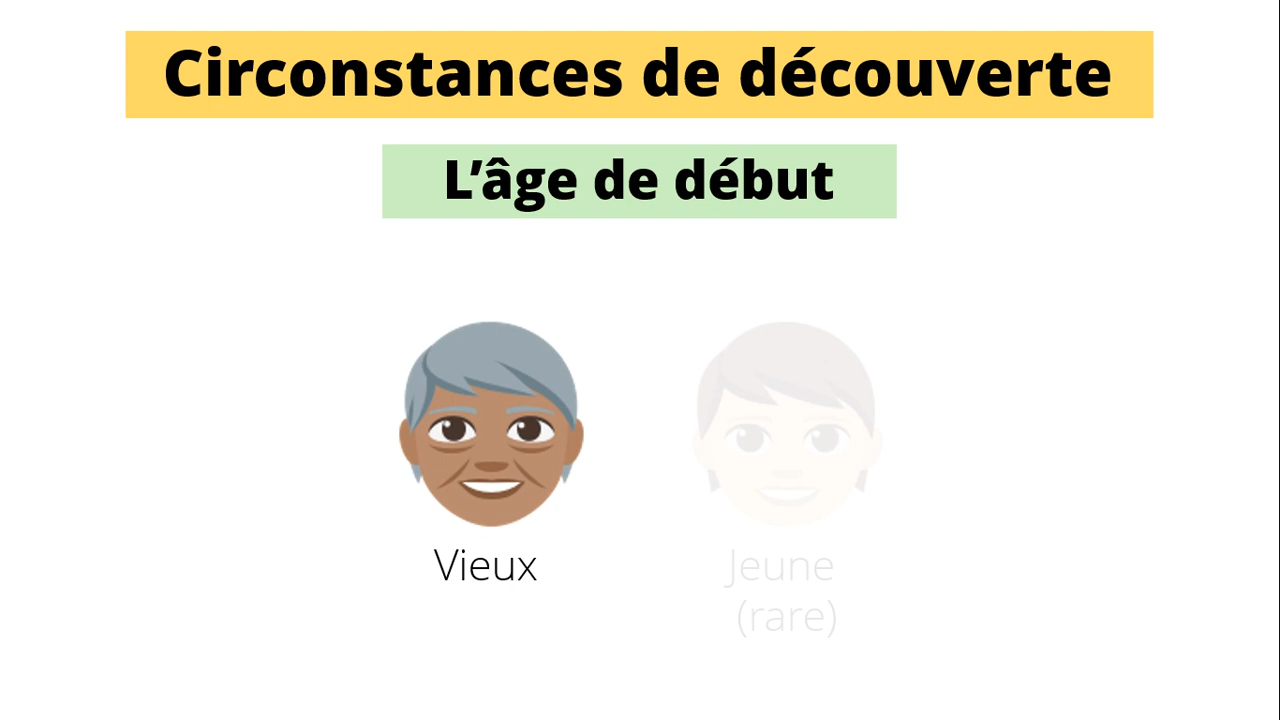 Circonstances de découverte
L’âge de début
Vieux
Jeune
(rare)